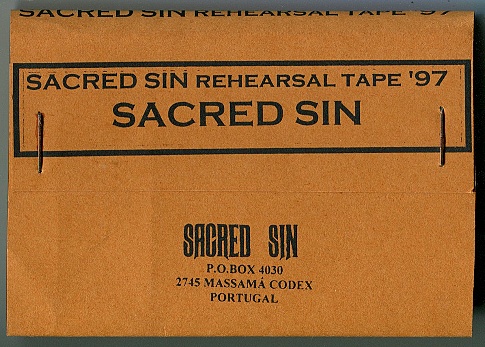 SACRED SIN REHEARSAL TAPE '97
SACRED SIN REHEARSAL TAPE '97
SACRED SIN
SACRED SIN
P.O.BOX 4030
2745 MASSAMÁ CODEX
PORTUGAL